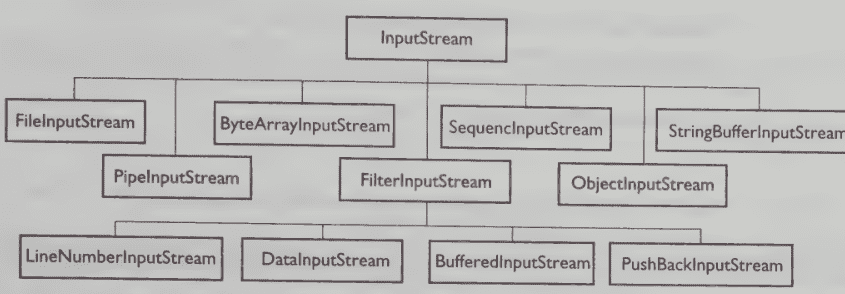 InputStream
FileInputStream
ByteArrayInputStream
SequencInputStream
StringBufferInputStream
PipeInputStream
FilterInputStream
ObjectInputStream
LineNumberInputStream
DataInputStream
BufferedInputStream
PushBackInputStream